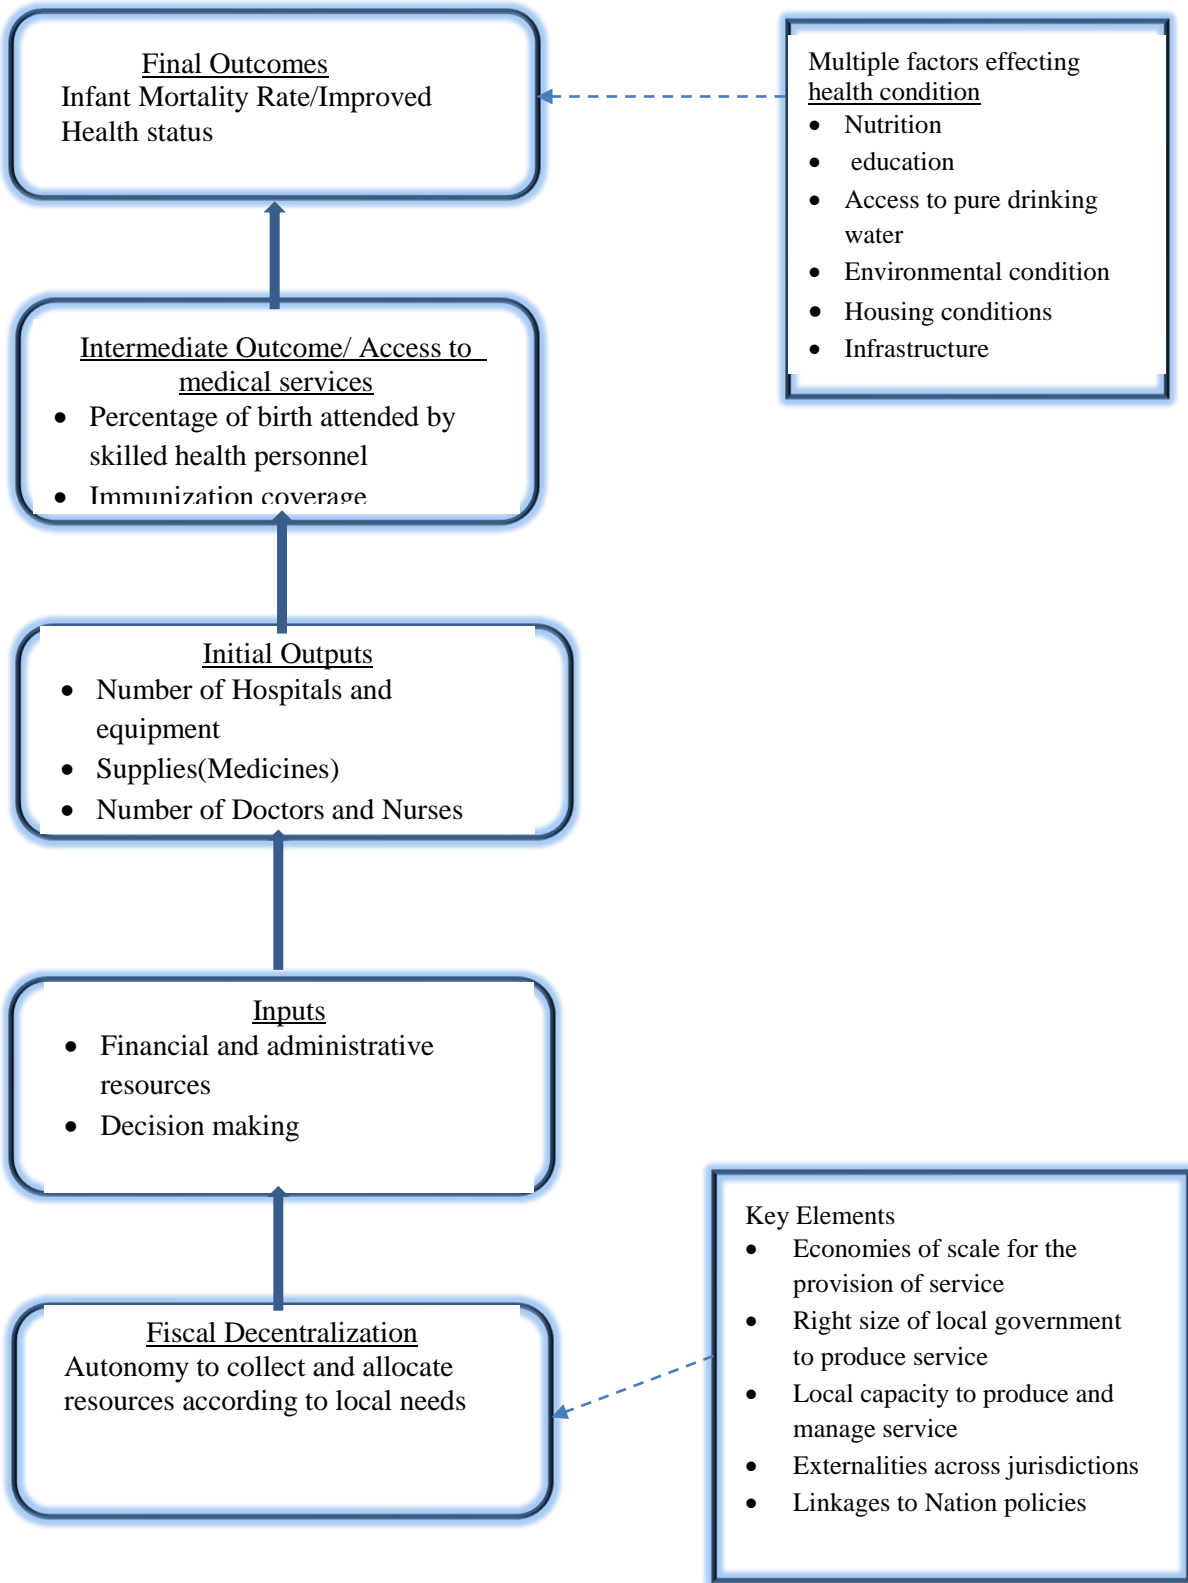 Final Outcomes
Infant Mortality Rate/Improved
Health status
Multiple factors effecting
health condition
• Nutrition
• education
• Access to pure drinking
water
• Environmental condition
• Housing conditions
• Infrastructure
Intermediate Outcome/ Access to
medical services
• Percentage of birth attended by
skilled health personnel
• Immunization coverage
Initial Outputs
• Number of Hospitals and
equipment
• Supplies(Medicines)
• Number of Doctors and Nurses
Inputs
• Financial and administrative
resources
• Decision making
Fiscal Decentralization
Autonomy to collect and allocate
resources according to local needs
Key Elements
• Economies of scale for the
provision of service
• Right size of local government
to produce service
• Local capacity to produce and
manage service
• Externalities across jurisdictions
• Linkages to Nation policies